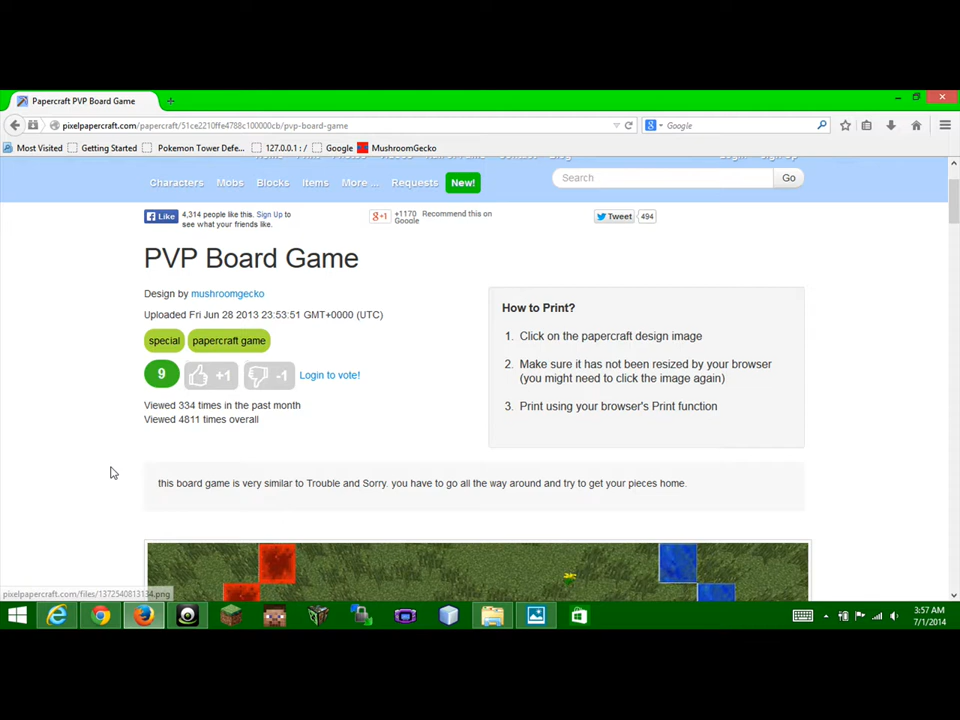 Papercraft PVP Board Game
pixelpapercraft.com/papercraft/51ce2210ffe4788c100000cb/pvp-board-game
Google
Most Visited
Getting Started
Pokemon Tower Defe...
127.0.0.1 : /
Google
MushroomGecko
Characters
Mobs
Blocks
Items
More ...
Requests
New!
Search
Go
Like
4,314 people like this. Sign Up to
see what your friends like.
+1
+1170 Recommend this on
Google
Tweet
494
PVP Board Game
Design by mushroomgecko
Uploaded Fri Jun 28 2013 23:53:51 GMT+0000 (UTC)
special
papercraft game
9
+1
-1
Login to vote!
Viewed 334 times in the past month
Viewed 4811 times overall
How to Print?
1. Click on the papercraft design image
2. Make sure it has not been resized by your browser
(you might need to click the image again)
3. Print using your browser's Print function
this board game is very similar to Trouble and Sorry. you have to go all the way around and try to get your pieces home.
pixelpapercraft.com/files/1372540813134.png
3:57 AM
7/1/2014